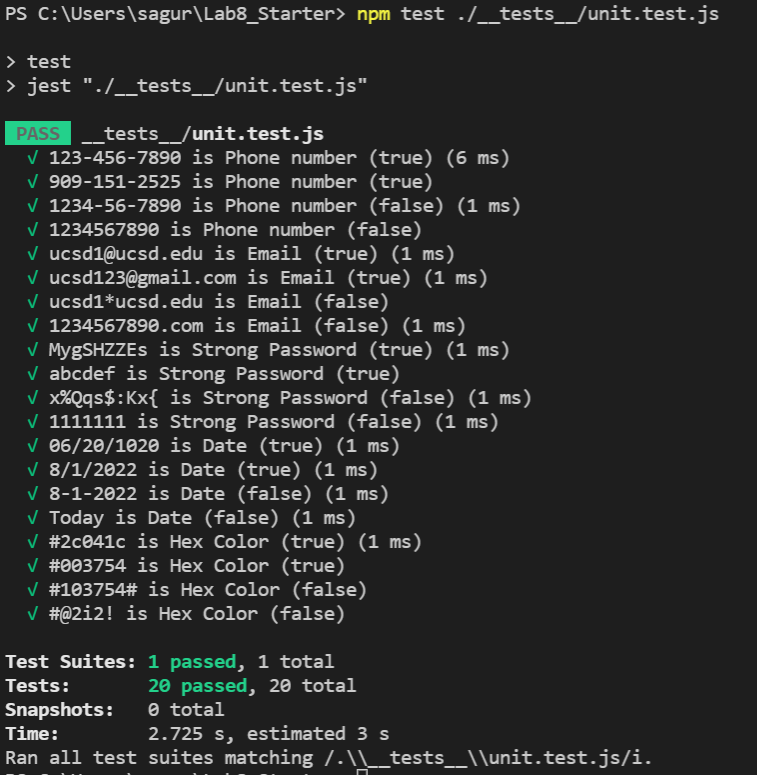 PS C:\Users\sagur\Lab8_Starter> npm test ./__tests__/unit.test.js
> test
> jest "./__tests__/unit.test.js"
PASS __tests__/unit.test.js
√ 123-456-7890 is Phone number (true) (6 ms)
√ 909-151-2525 is Phone number (true)
√ 1234-56-7890 is Phone number (false) (1 ms)
√ 1234567890 is Phone number (false)
√ ucsd1@ucsd.edu is Email (true) (1 ms)
√ ucsd123@gmail.com is Email (true) (1 ms)
√ ucsd1*ucsd.edu is Email (false)
√ 1234567890.com is Email (false) (1 ms)
√ MygSHZZEs is Strong Password (true) (1 ms)
√ abcdef is Strong Password (true)
√ x%Qqs$:Kx{ is Strong Password (false) (1 ms)
√ 1111111 is Strong Password (false) (1 ms)
√ 06/20/1020 is Date (true) (1 ms)
√ 8/1/2022 is Date (true) (1 ms)
√ 8-1-2022 is Date (false) (1 ms)
√ Today is Date (false) (1 ms)
√ #2c041c is Hex Color (true) (1 ms)
√ #003754 is Hex Color (true)
√ #103754# is Hex Color (false)
√ #@2i2! is Hex Color (false)
Test Suites: 1 passed, 1 total
Tests: 20 passed, 20 total
Snapshots: 0 total
Time: 2.725 s, estimated 3 s
Ran all test suites matching /.\\__tests__\\unit.test.js/i.